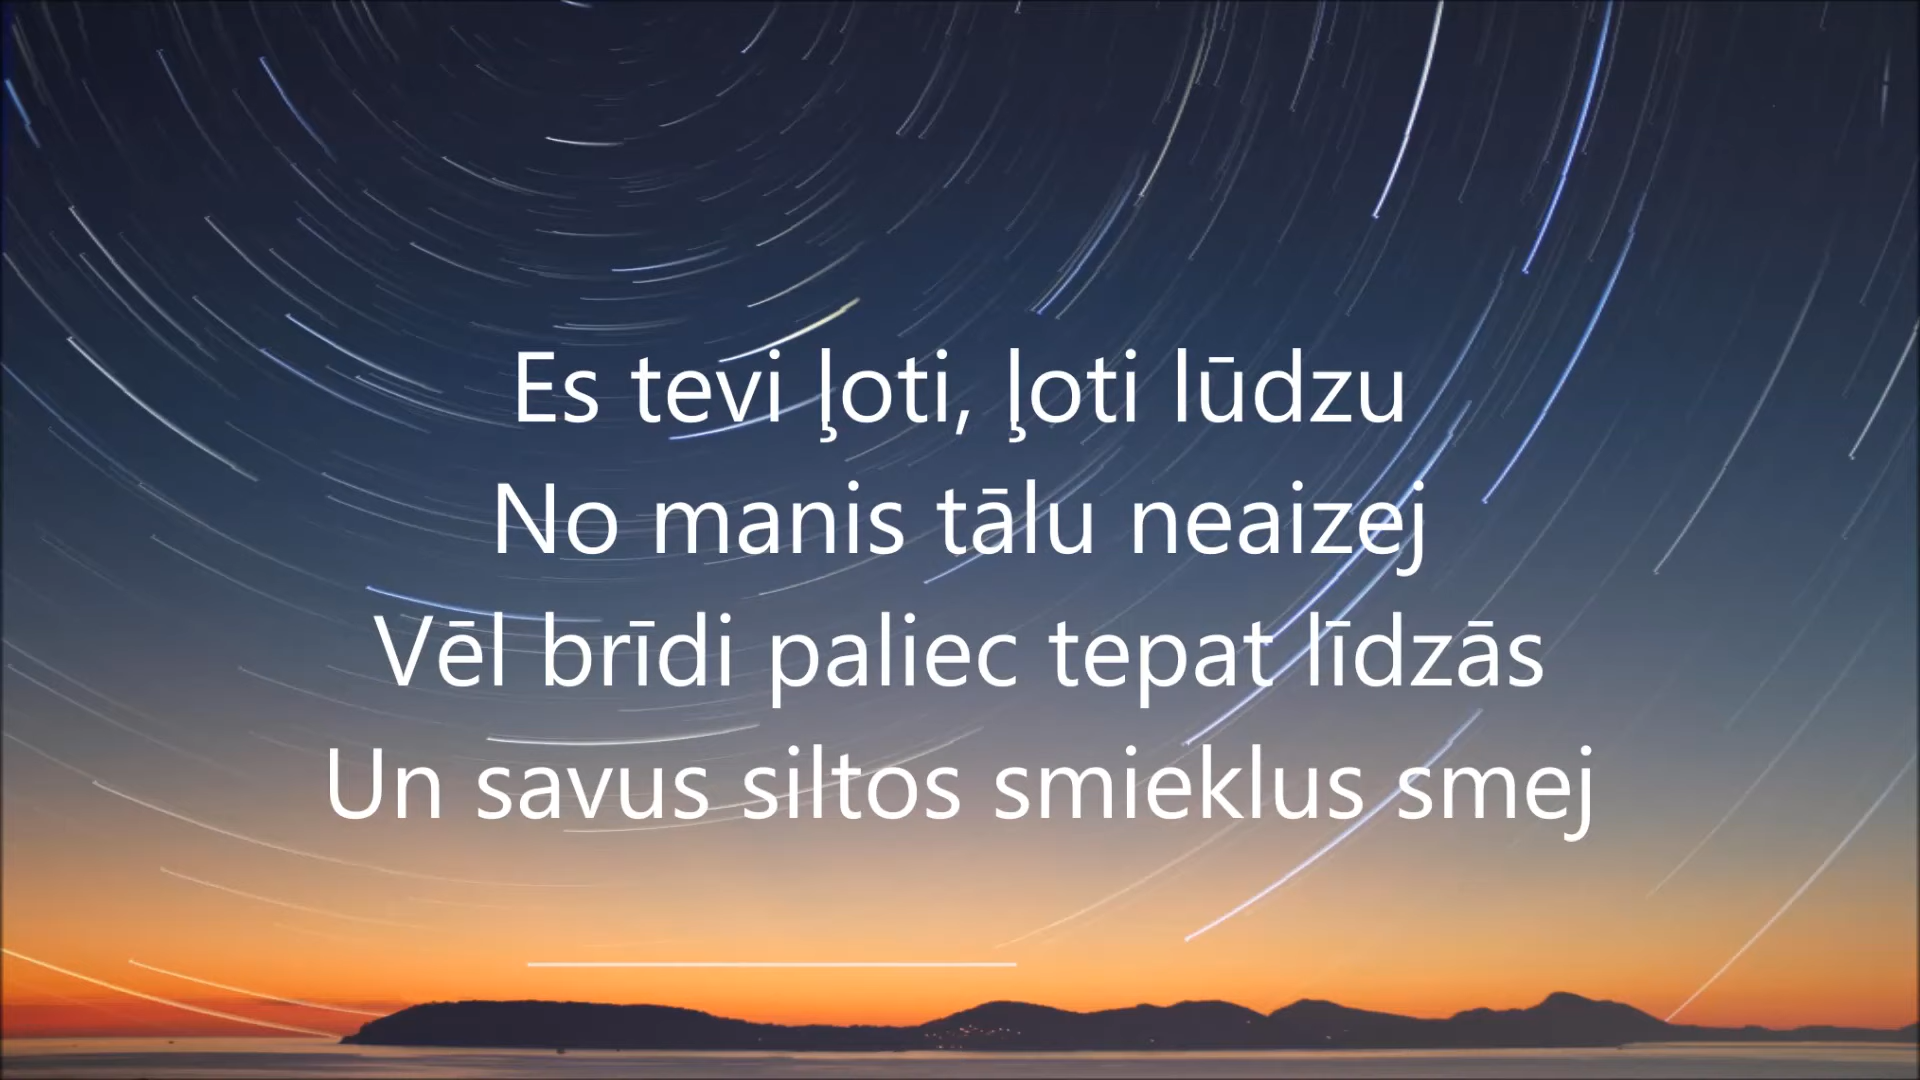 Es tevi ļoti, ļoti lūdzu
No manis tālu neaizej
Vēl brīdi paliec tepat līdzās
Un savus siltos smieklus smej